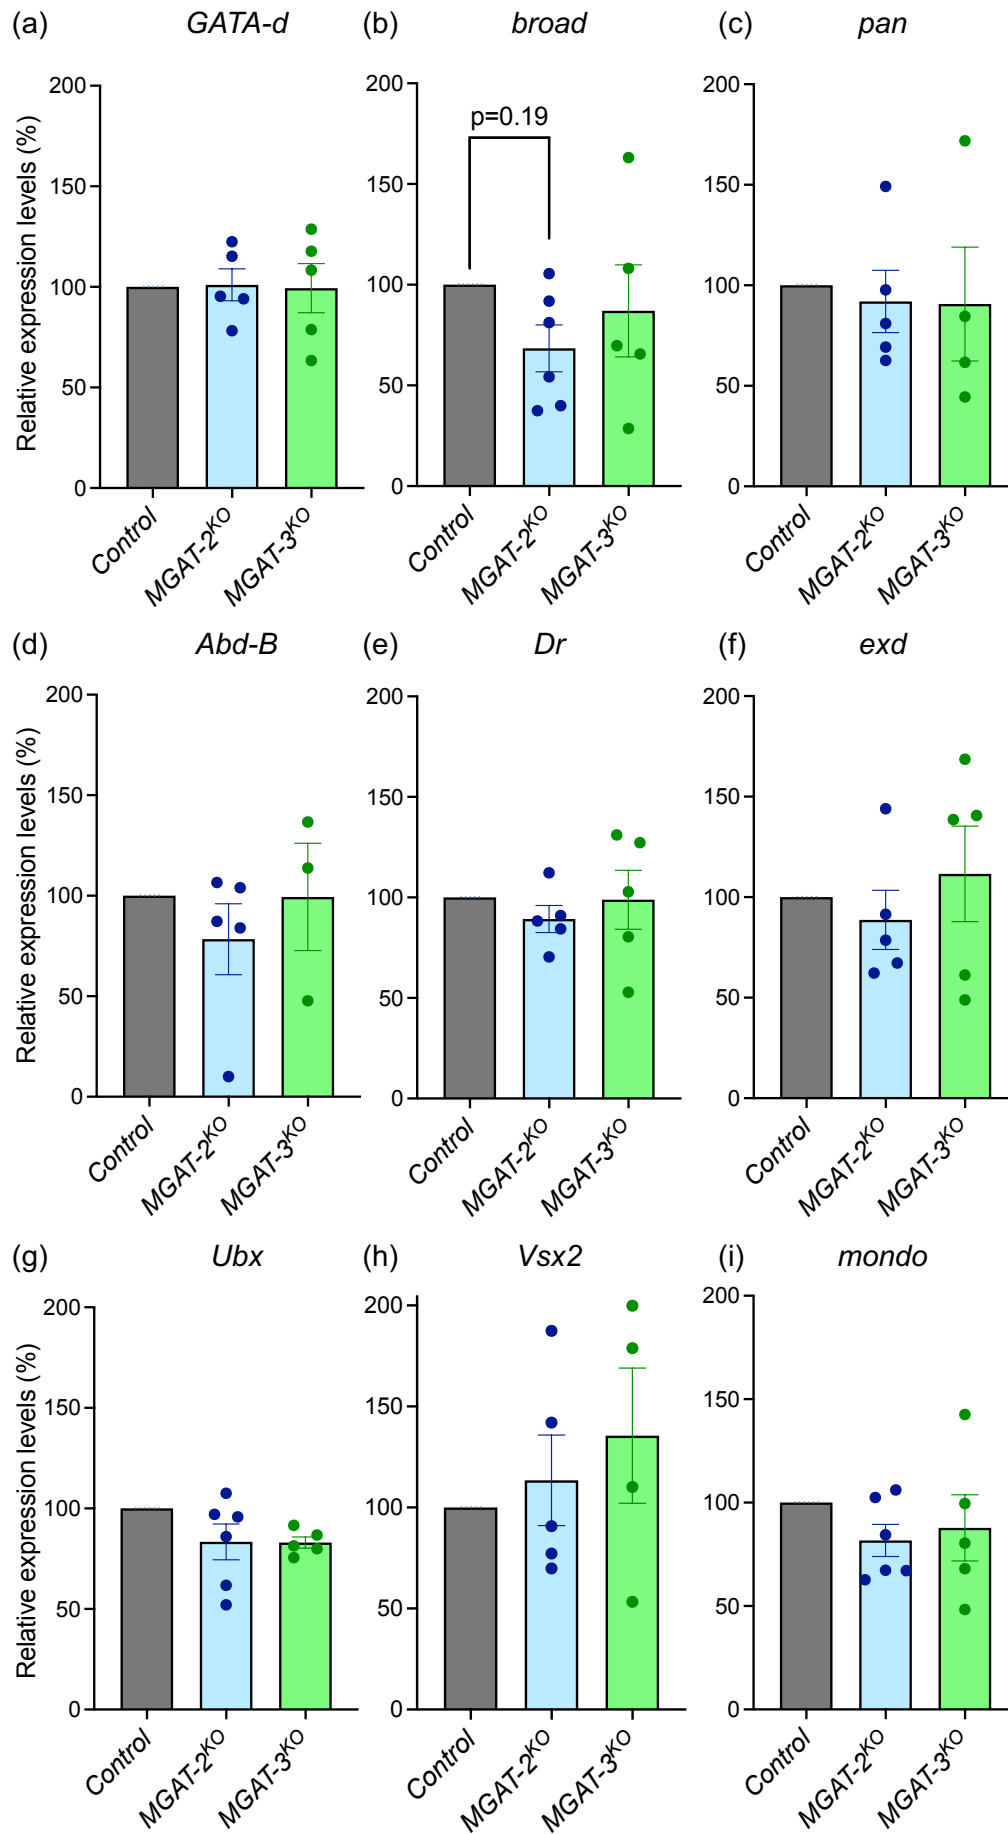 (a) GATA-d
(b) broad
(c) pan
Relative expression levels (%)
200
150
100
50
0
Control
MGAT-2KO
MGAT-3KO
200
150
100
50
0
p=0.19
Control
MGAT-2KO
MGAT-3KO
200
150
100
50
0
Control
MGAT-2KO
MGAT-3KO
(d) Abd-B
(e) Dr
(f) exd
Relative expression levels (%)
200
150
100
50
0
Control
MGAT-2KO
MGAT-3KO
200
150
100
50
0
Control
MGAT-2KO
MGAT-3KO
200
150
100
50
0
Control
MGAT-2KO
MGAT-3KO
(g) Ubx
(h) Vsx2
(i) mondo
Relative expression levels (%)
200
150
100
50
0
Control
MGAT-2KO
MGAT-3KO
200
150
100
50
0
Control
MGAT-2KO
MGAT-3KO
200
150
100
50
0
Control
MGAT-2KO
MGAT-3KO